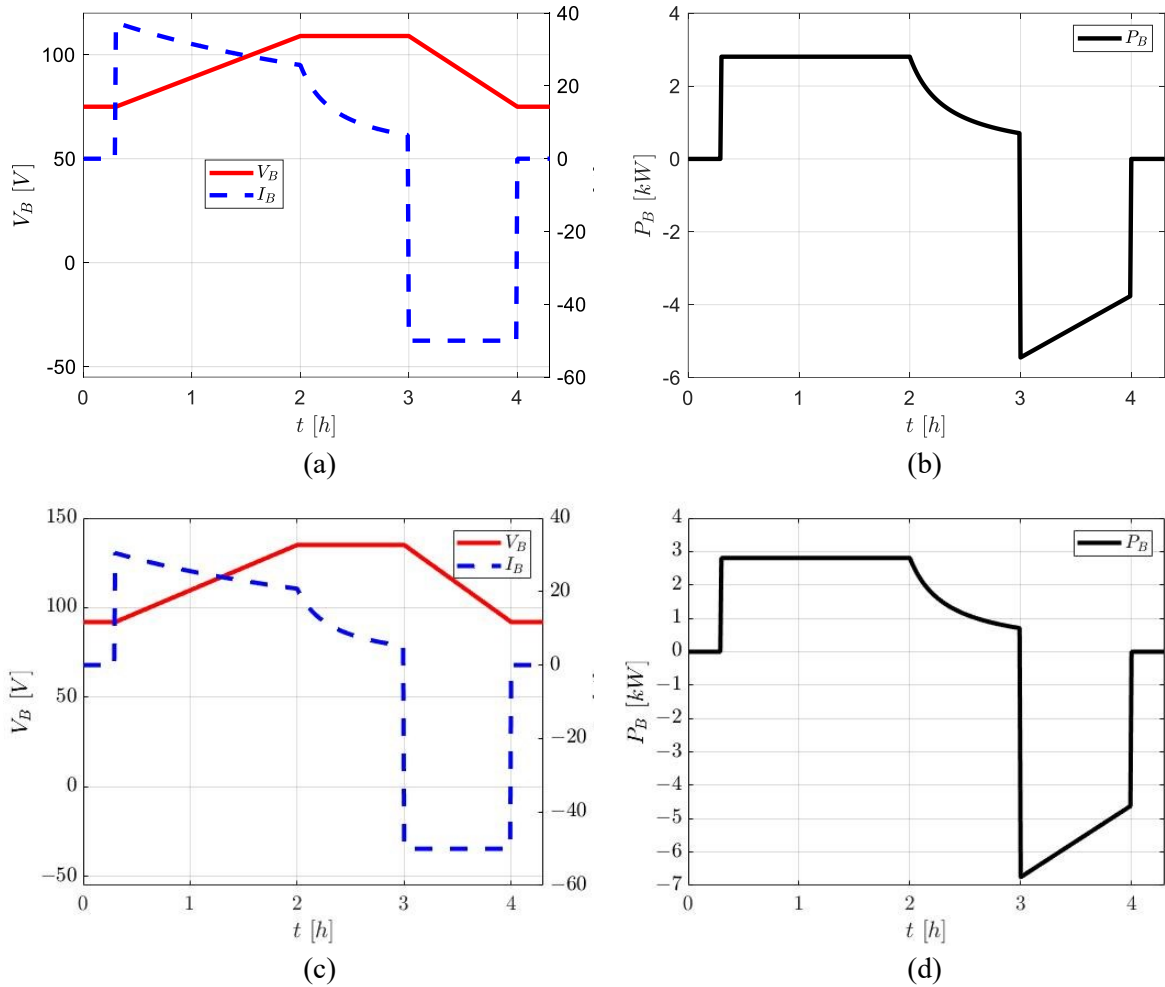 40
4
100
V_B
I_B
20
0
-20
-40
-60
50
0
-50
V_B [V]
0 1 2 3 4
t [h]
(a)
P_B
2
0
-2
-4
-6
P_B [kW]
0 1 2 3 4
t [h]
(b)
150
100
50
0
−50
V_B [V]
V_B
I_B
40
20
0
−20
−40
−60
0 1 2 3 4
t [h]
(c)
4
3
2
1
0
−1
−2
−3
−4
−5
−6
−7
P_B [kW]
P_B
0 1 2 3 4
t [h]
(d)